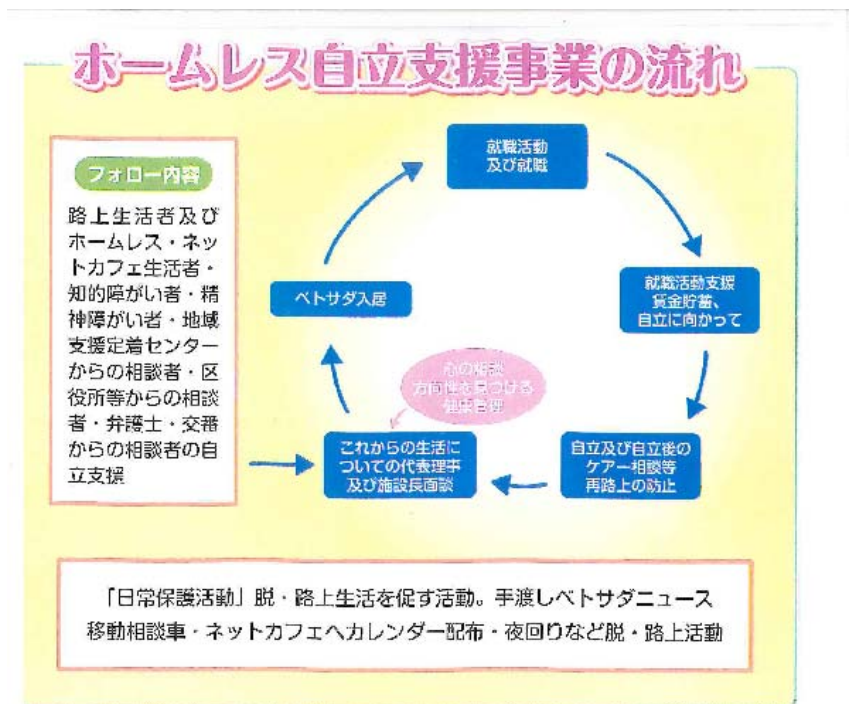 ホームレス自立支援事業の流れ
フォロー内容
路上生活者及び
ホームレス・ネッ
トカフェ生活者・
知的障がい者・精
神障がい者・地域
支援定着センター
からの相談者・区
役所等からの相談
者・弁護士・交番
からの相談者の自
立支援
就職活動
及び就職
就職活動支援
賃金貯蓄、
自立に向かって
自立及び自立後の
ケアー相談等
再路上の防止
これからの生活に
ついての代表理事
及び施設長面談
ベトサダ入居
心の相談
方向性を見つける
健康管理
「日常保護活動」脱・路上生活を促す活動。手渡しベトサダニュース
移動相談車・ネットカフェへカレンダー配布・夜回りなど脱・路上活動